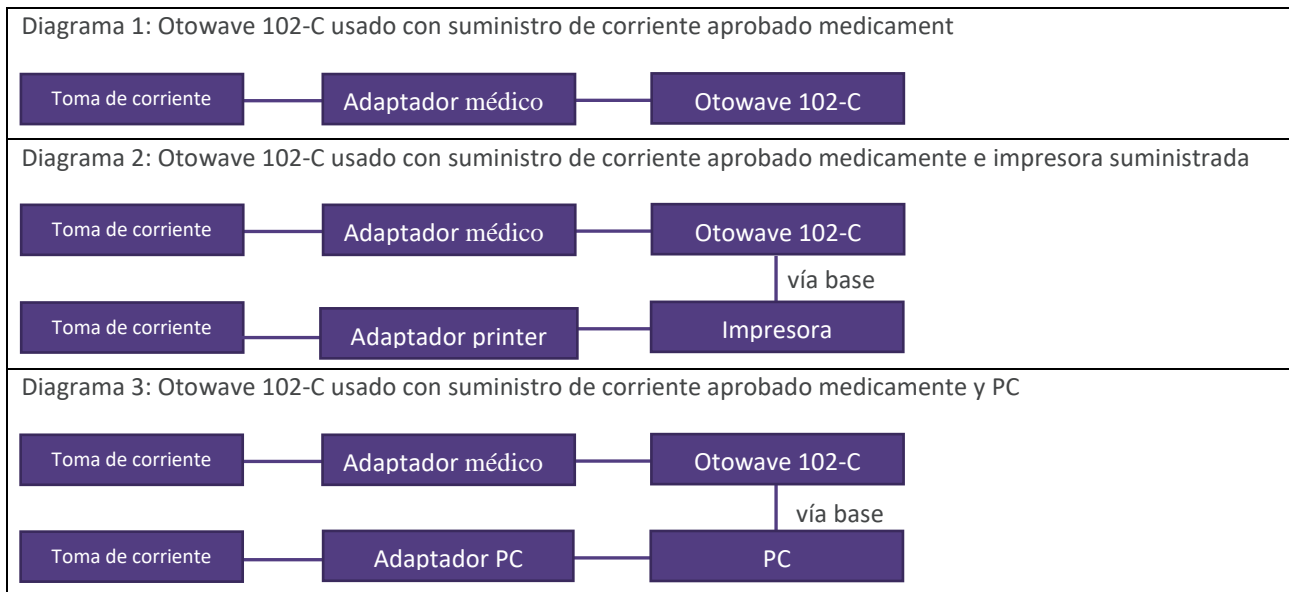 Diagrama 1: Otowave 102-C usado con suministro de corriente aprobado medicament
Toma de corriente Adaptador médico Otowave 102-C
Diagrama 2: Otowave 102-C usado con suministro de corriente aprobado medicamente e impresora suministrada
Toma de corriente Adaptador médico Otowave 102-C
vía base
Toma de corriente Adaptador printer Impresora
Diagrama 3: Otowave 102-C usado con suministro de corriente aprobado medicamente y PC
Toma de corriente Adaptador médico Otowave 102-C
vía base
Toma de corriente Adaptador PC PC